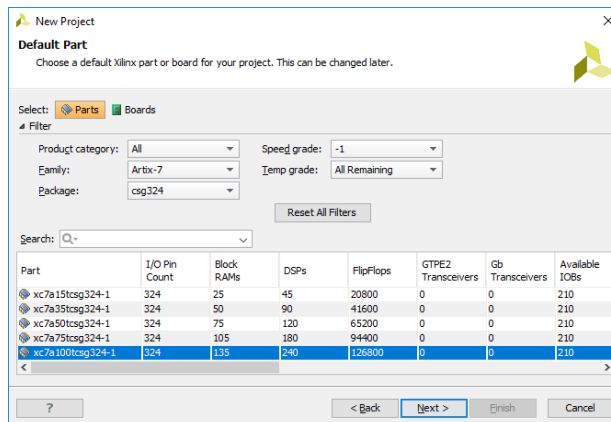 New Project
Default Part
Choose a default Xilinx part or board for your project. This can be changed later.
Select: Parts Boards
Filter
Product category: All Speed grade: -1
Family: Artix-7 Temp grade: All Remaining
Package: csg324
Reset All Filters
Search:
Part I/O Pin Count Block RAMs DSPs FlipFlops GTPE2 Transceivers Gb Transceivers Available IOBs
xc7a15tcsg324-1 324 25 45 20800 0 0 210
xc7a35tcsg324-1 324 50 90 41600 0 0 210
xc7a50tcsg324-1 324 75 120 65200 0 0 210
xc7a75tcsg324-1 324 105 180 94400 0 0 210
xc7a100tcsg324-1 324 135 240 126800 0 0 210
? < Back Next > Finish Cancel